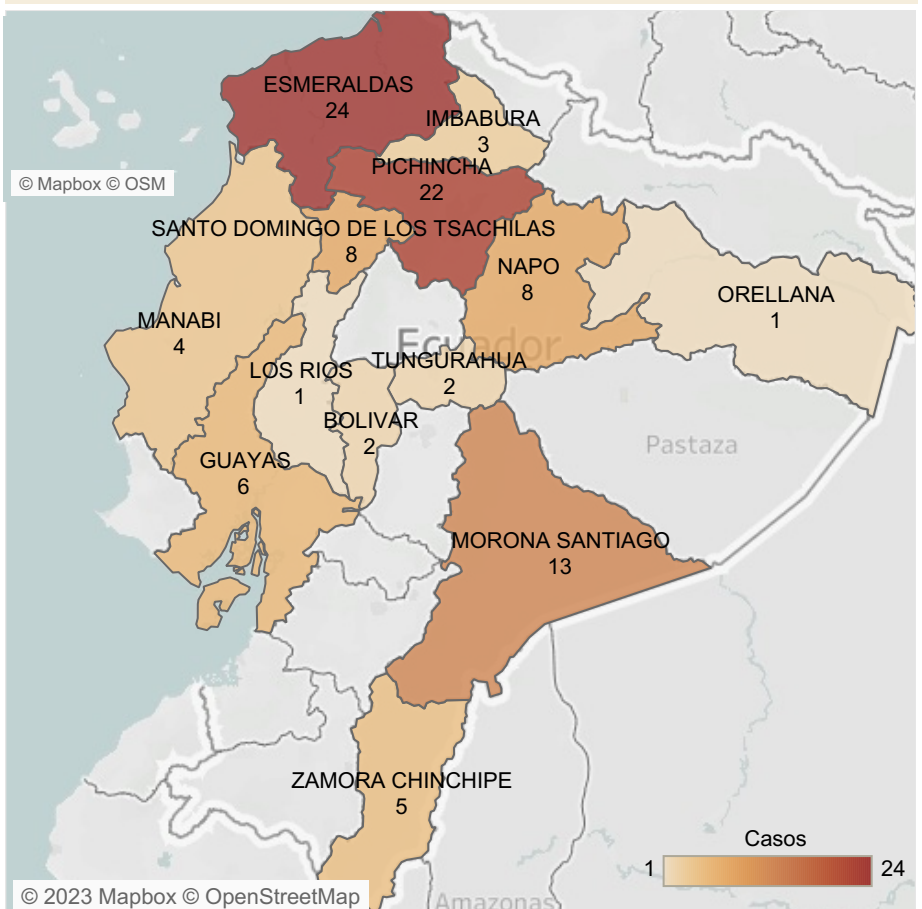 ESMERALDAS
24
IMBABURA
3
PICHINCHA
22
© Mapbox © OSM
SANTO DOMINGO DE LOS TSACHILAS
8
NAPO
8
ORELLANA
1
MANABI
4
Ecuador
TUNGURAHUA
2
LOS RIOS
1
BOLIVAR
2
Pastaza
GUAYAS
6
MORONA SANTIAGO
13
ZAMORA CHINCHIPE
5
Casos
1 24
© 2023 Mapbox © OpenStreetMap
Amazonas